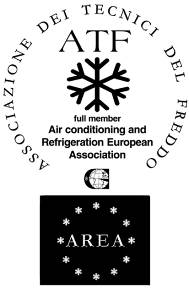 ASSOCIAZIONE DEI TECNICI DEL FREDDO
ATF
full member
Air conditioning and
Refrigeration European
Association
AREA